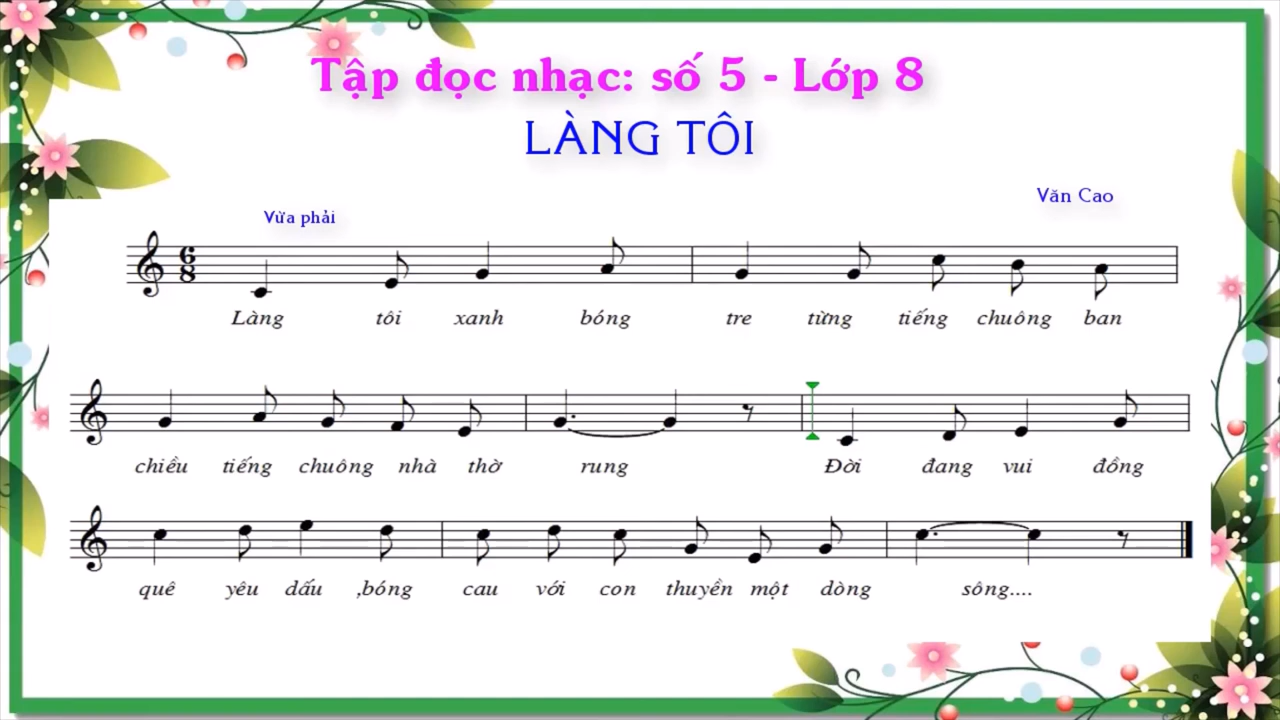 Tập đọc nhạc: số 5 - Lớp 8
LÀNG TÔI
Văn Cao
Vừa phải
6
8
Làng tôi xanh bóng tre từng tiếng chuông ban
chiều tiếng chuông nhà thờ rung Đời đang vui đồng
quê yêu dấu ,bóng cau với con thuyền một dòng sông....